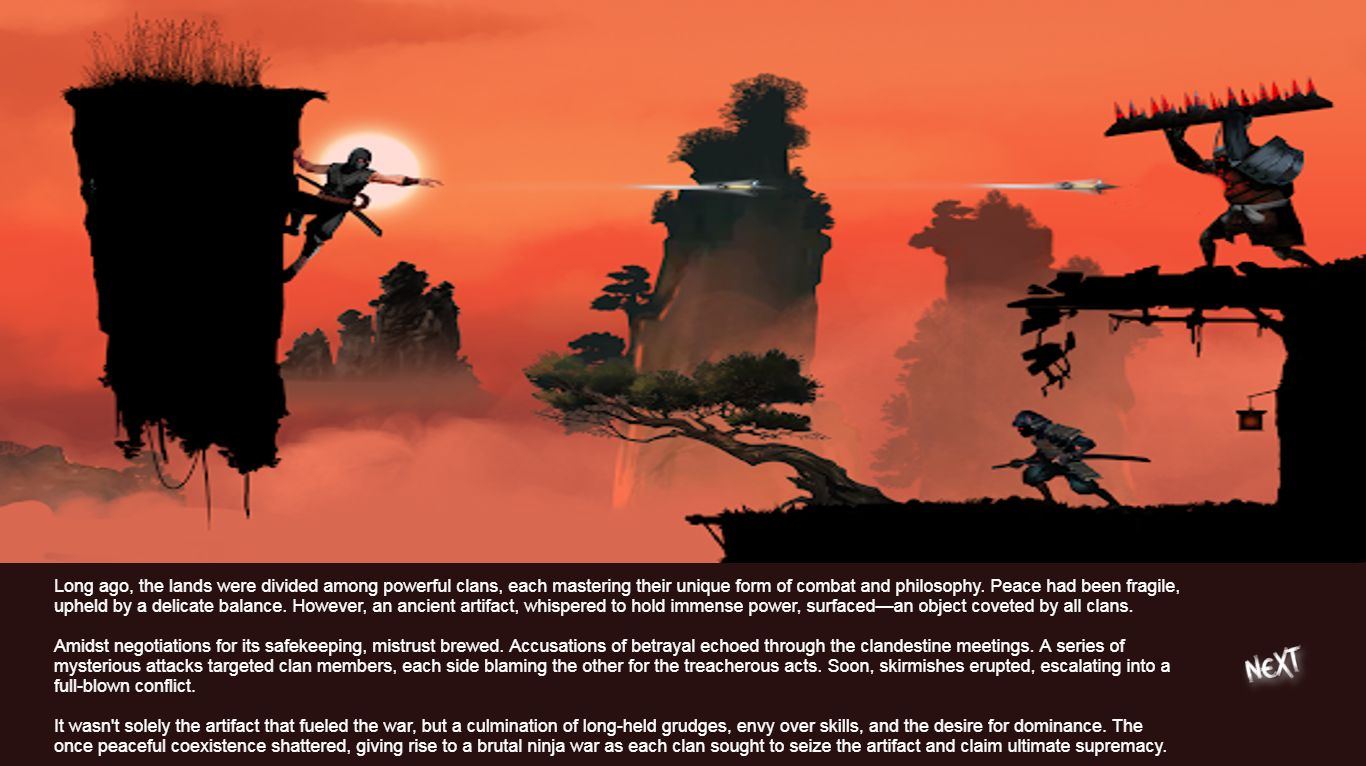 Long ago, the lands were divided among powerful clans, each mastering their unique form of combat and philosophy. Peace had been fragile,
upheld by a delicate balance. However, an ancient artifact, whispered to hold immense power, surfaced—an object coveted by all clans.
Amidst negotiations for its safekeeping, mistrust brewed. Accusations of betrayal echoed through the clandestine meetings. A series of
mysterious attacks targeted clan members, each side blaming the other for the treacherous acts. Soon, skirmishes erupted, escalating into a
full-blown conflict.
NEXT
It wasn't solely the artifact that fueled the war, but a culmination of long-held grudges, envy over skills, and the desire for dominance. The
once peaceful coexistence shattered, giving rise to a brutal ninja war as each clan sought to seize the artifact and claim ultimate supremacy.